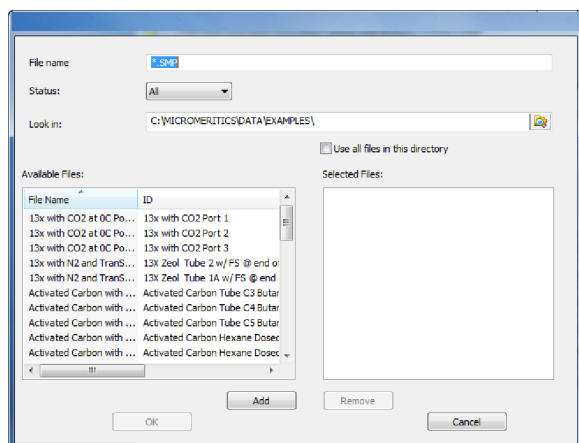 File name
*.SMP
Status:
All
Look in:
C:\MICROMERITICS\DATA\EXAMPLES\
Use all files in this directory
Available Files:
Selected Files:
File Name ID
13x with CO2 at 0C Po... 13x with CO2 Port 1
13x with CO2 at 0C Po... 13x with CO2 Port 2
13x with CO2 at 0C Po... 13x with CO2 Port 3
13x with N2 and TranS... 13X Zeol Tube 2 w/ FS @ end of
13x with N2 and TranS... 13X Zeol Tube 1A w/ FS @ end
Activated Carbon with ... Activated Carbon Tube C3 Butar
Activated Carbon with ... Activated Carbon Tube C4 Butar
Activated Carbon with ... Activated Carbon Tube C5 Butar
Activated Carbon with ... Activated Carbon Hexane Dosec
Activated Carbon with ... Activated Carbon Hexane Dosec
Add
Remove
OK
Cancel